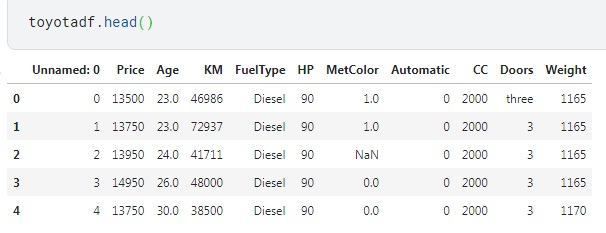 toyotadf.head()
Unnamed: 0 Price Age KM FuelType HP MetColor Automatic CC Doors Weight
0 0 13500 23.0 46986 Diesel 90 1.0 0 2000 three 1165
1 1 13750 23.0 72937 Diesel 90 1.0 0 2000 3 1165
2 2 13950 24.0 41711 Diesel 90 NaN 0 2000 3 1165
3 3 14950 26.0 48000 Diesel 90 0.0 0 2000 3 1165
4 4 13750 30.0 38500 Diesel 90 0.0 0 2000 3 1170